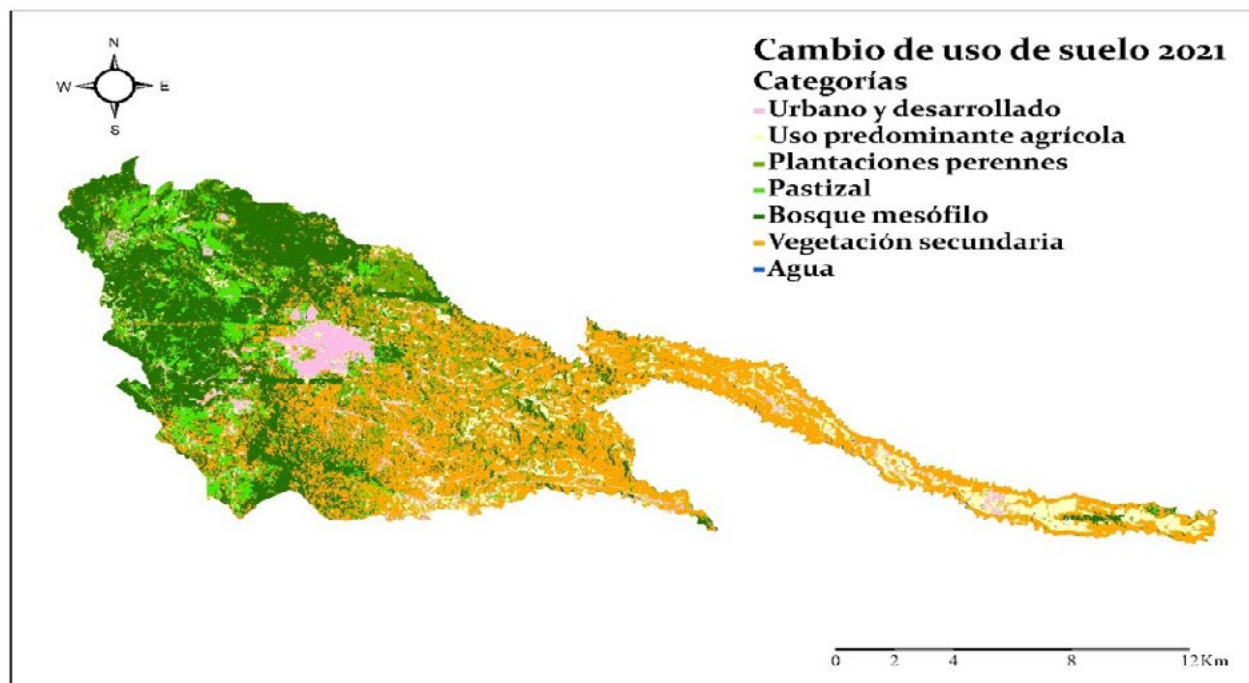 Cambio de uso de suelo 2021
Categorías
Urbano y desarrollado
Uso predominante agrícola
Plantaciones perennes
Pastizal
Bosque mesófilo
Vegetación secundaria
Agua
N
W E
S
0 2 4 8 12Km